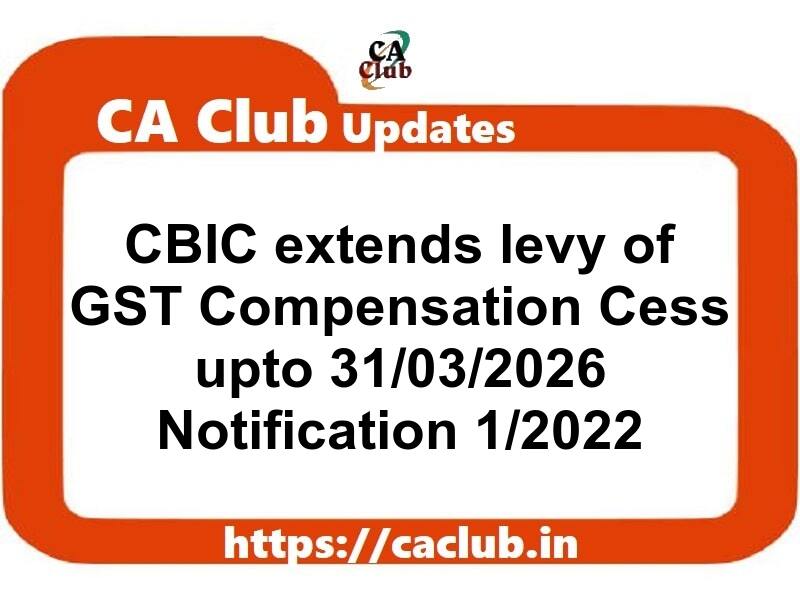 CA
Club
CA Club Updates
CBIC extends levy of
GST Compensation Cess
upto 31/03/2026
Notification 1/2022
https://caclub.in